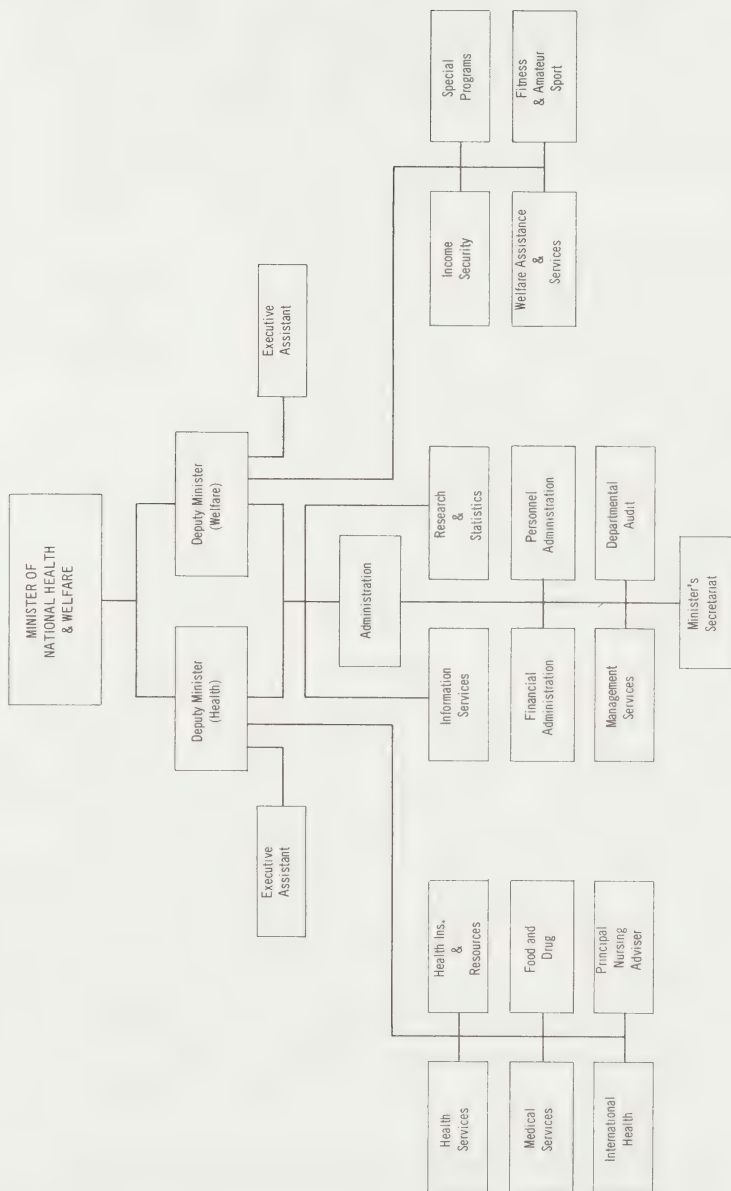 MINISTER OF
NATIONAL HEALTH
& WELFARE
Deputy Minister
(Health)
Deputy Minister
(Welfare)
Executive
Assistant
Executive
Assistant
Administration
Health
Services
Health Ins.
&
Resources
Information
Services
Research
&
Statistics
Income
Security
Special
Programs
Medical
Services
Food and
Drug
Financial
Administration
Personnel
Administration
Welfare Assistance
&
Services
Fitness
& Amateur
Sport
International
Health
Principal
Nursing
Adviser
Management
Services
Departmental
Audit
Minister's
Secretariat